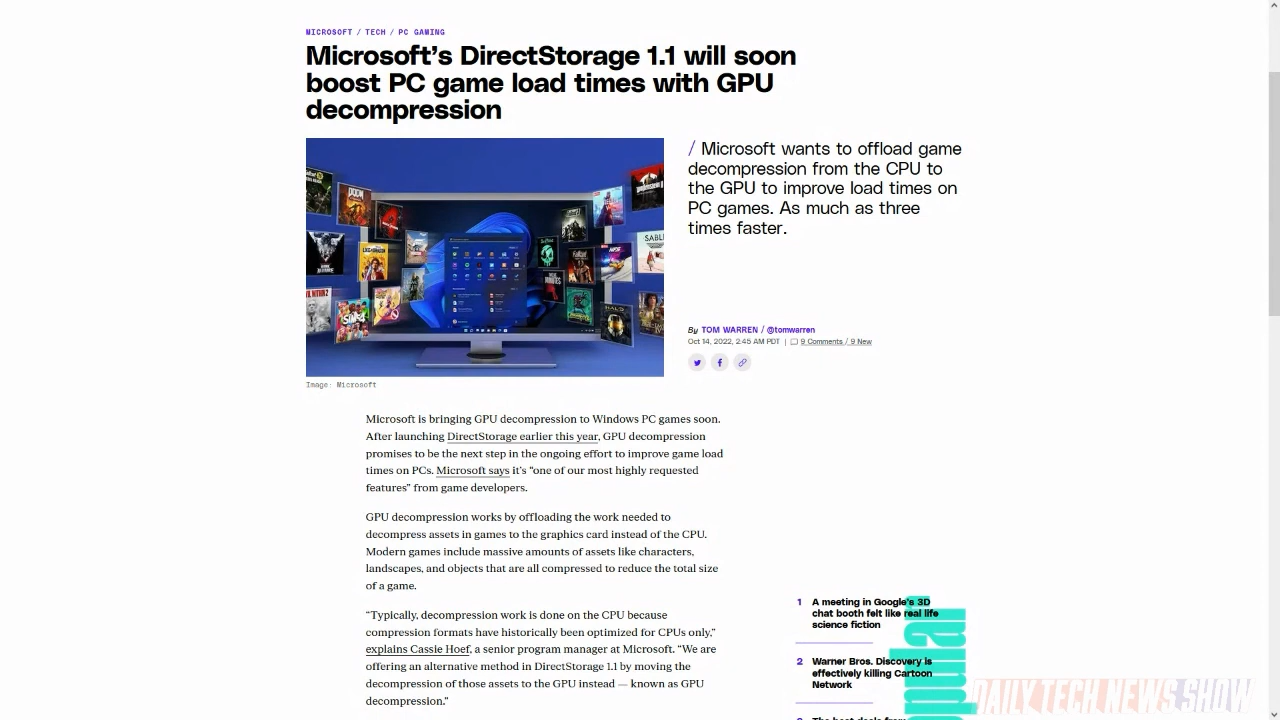 MICROSOFT / TECH / PC GAMING
Microsoft's DirectStorage 1.1 will soon
boost PC game load times with GPU
decompression
/ Microsoft wants to offload game
decompression from the CPU to
the GPU to improve load times on
PC games. As much as three
times faster.
By TOM WARREN / @tomwarren
Oct 14, 2022, 2:45 AM PDT | 9 Comments / 9 New
Image: Microsoft
Microsoft is bringing GPU decompression to Windows PC games soon.
After launching DirectStorage earlier this year, GPU decompression
promises to be the next step in the ongoing effort to improve game load
times on PCs. Microsoft says it's "one of our most highly requested
features" from game developers.
GPU decompression works by offloading the work needed to
decompress assets in games to the graphics card instead of the CPU.
Modern games include massive amounts of assets like characters,
landscapes, and objects that are all compressed to reduce the total size
of a game.
"Typically, decompression work is done on the CPU because
compression formats have historically been optimized for CPUs only,"
explains Cassie Hoef, a senior program manager at Microsoft. "We are
offering an alternative method in DirectStorage 1.1 by moving the
decompression of those assets to the GPU instead — known as GPU
decompression."
1 A meeting in Google's 3D
chat booth felt like real life
science fiction
2 Warner Bros. Discovery is
effectively killing Cartoon
Network
DAILY TECH NEWS SHOW